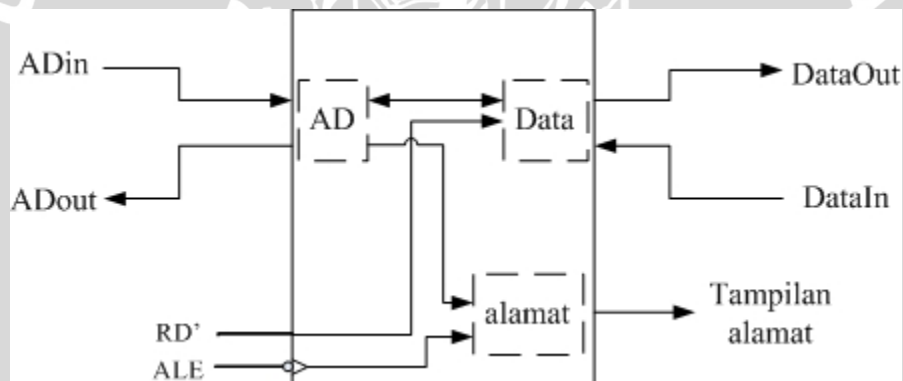 ADin
AD
Data
DataOut
ADout
DataIn
alamat
Tampilan
alamat
RD'
ALE